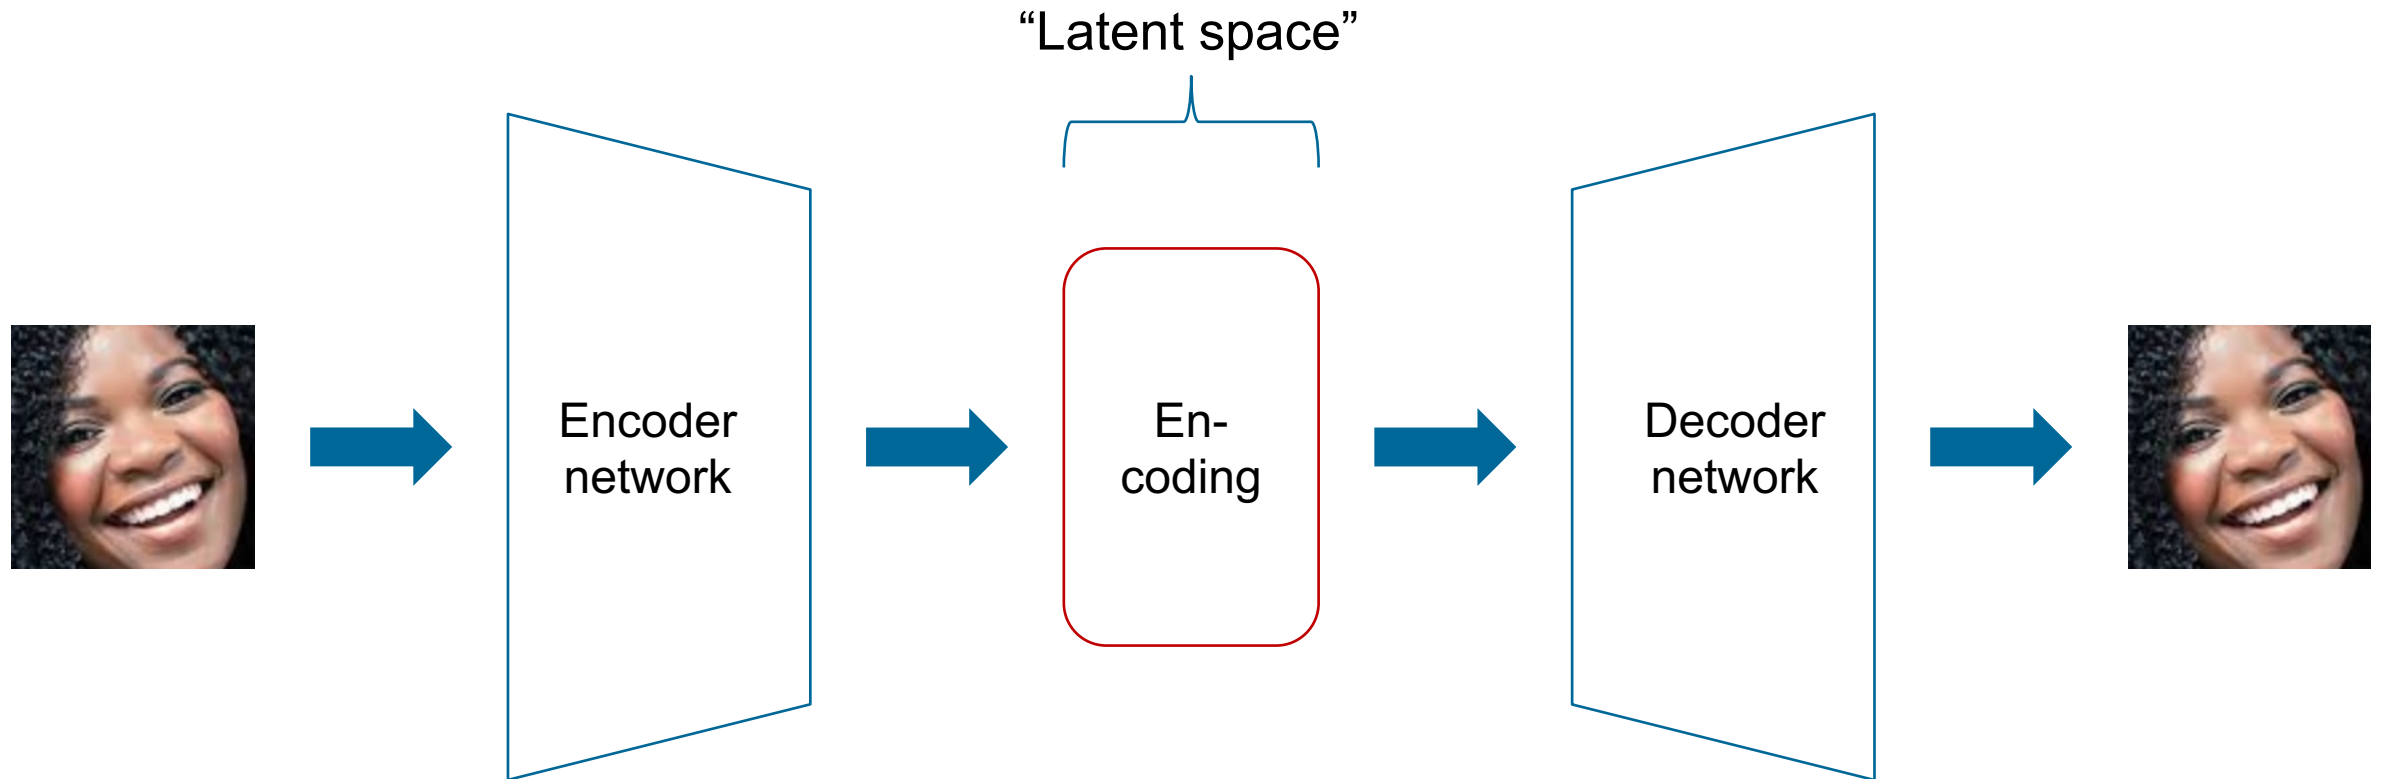 “Latent space”
Encoder
network
En-
coding
Decoder
network